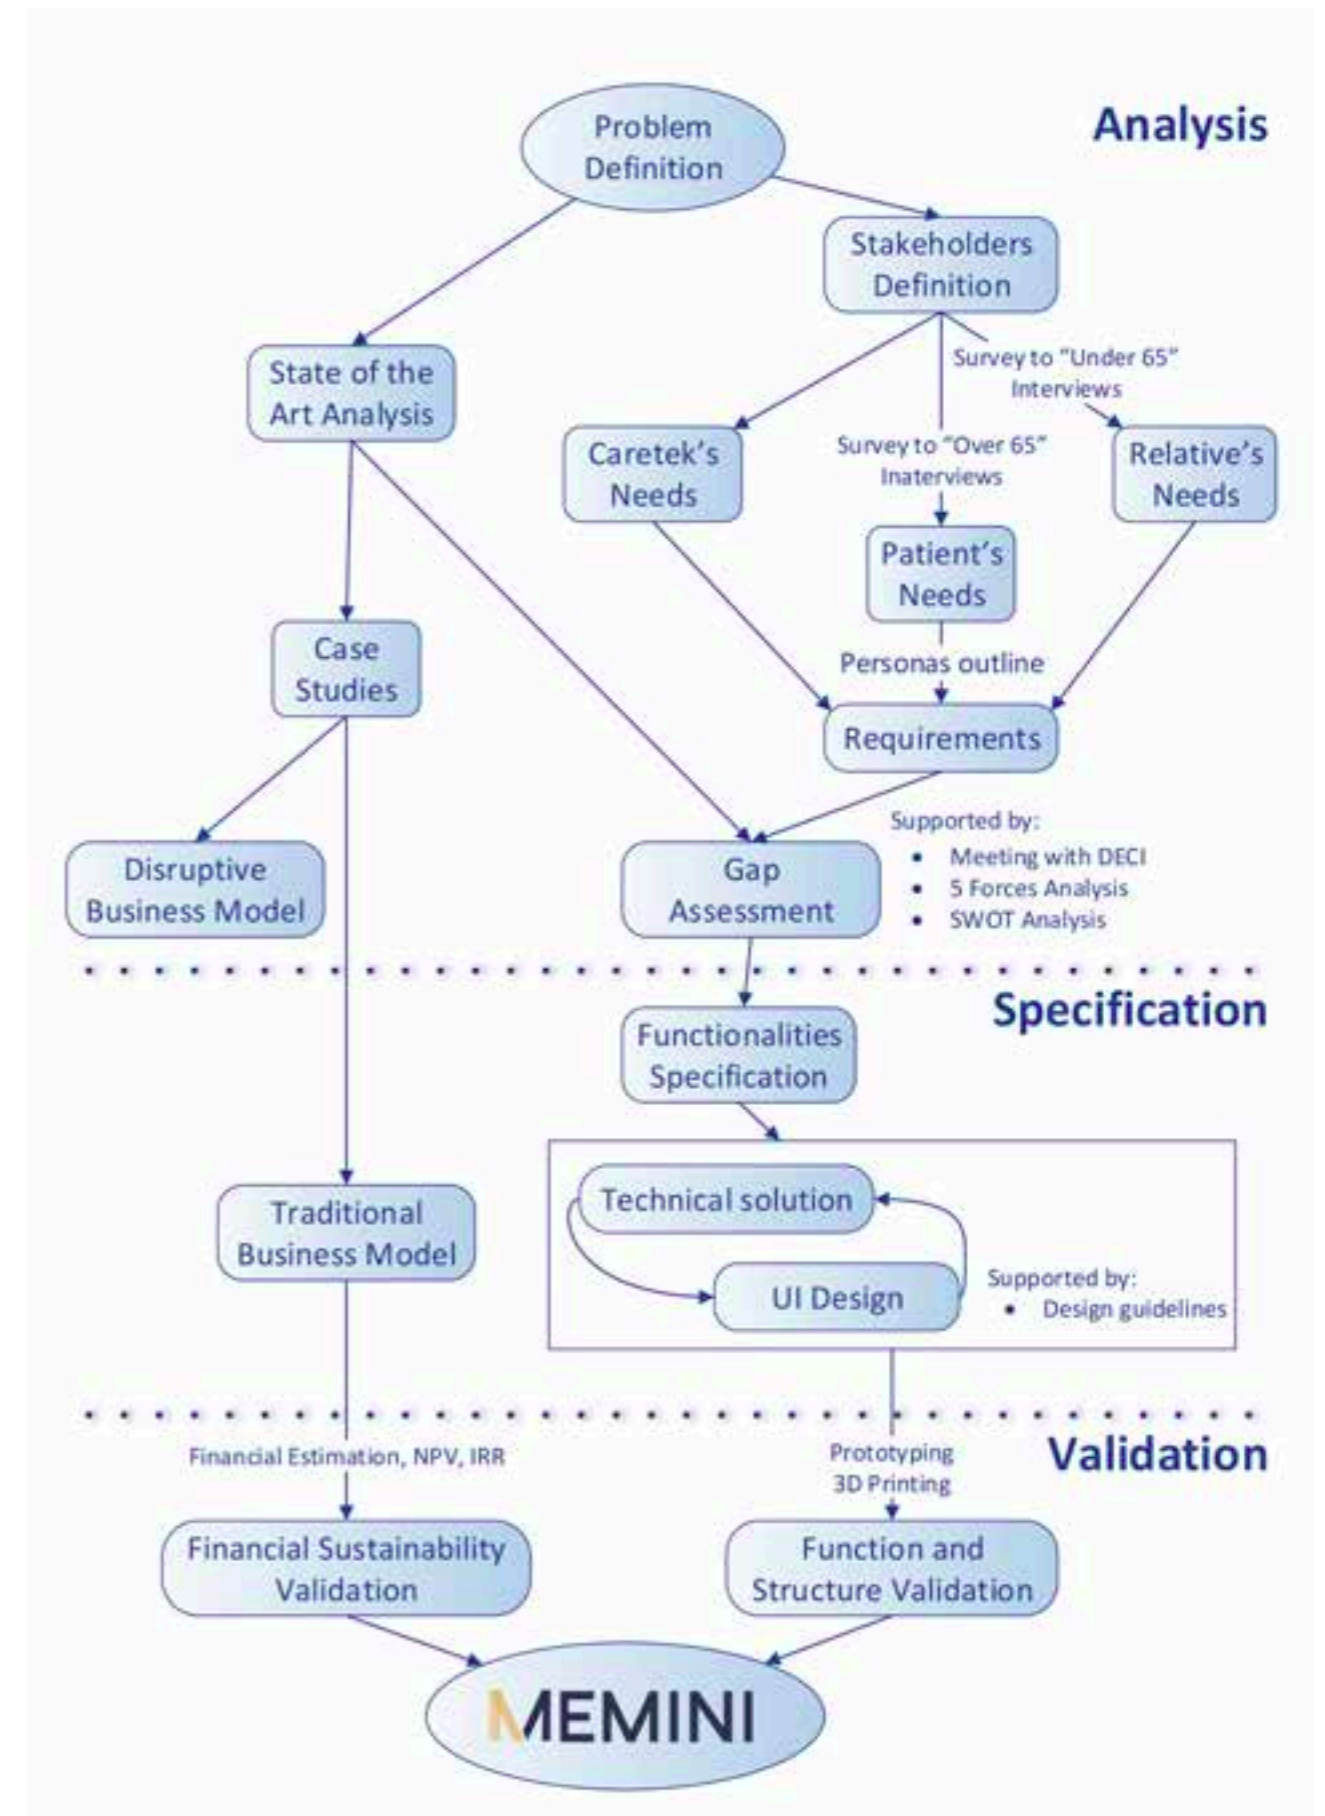 Analysis
Problem
Definition
Stakeholders
Definition
State of the
Art Analysis
Survey to “Under 65”
Interviews
Caretek’s
Needs
Survey to “Over 65”
Inaterviews
Relative’s
Needs
Patient’s
Needs
Case
Studies
Personas outline
Requirements
Disruptive
Business Model
Gap
Assessment
Supported by:
• Meeting with DECI
• 5 Forces Analysis
• SWOT Analysis
Specification
Functionalities
Specification
Traditional
Business Model
Technical solution
UI Design
Supported by:
• Design guidelines
Validation
Financial Estimation, NPV, IRR
Prototyping
3D Printing
Financial Sustainability
Validation
Function and
Structure Validation
MEMINI